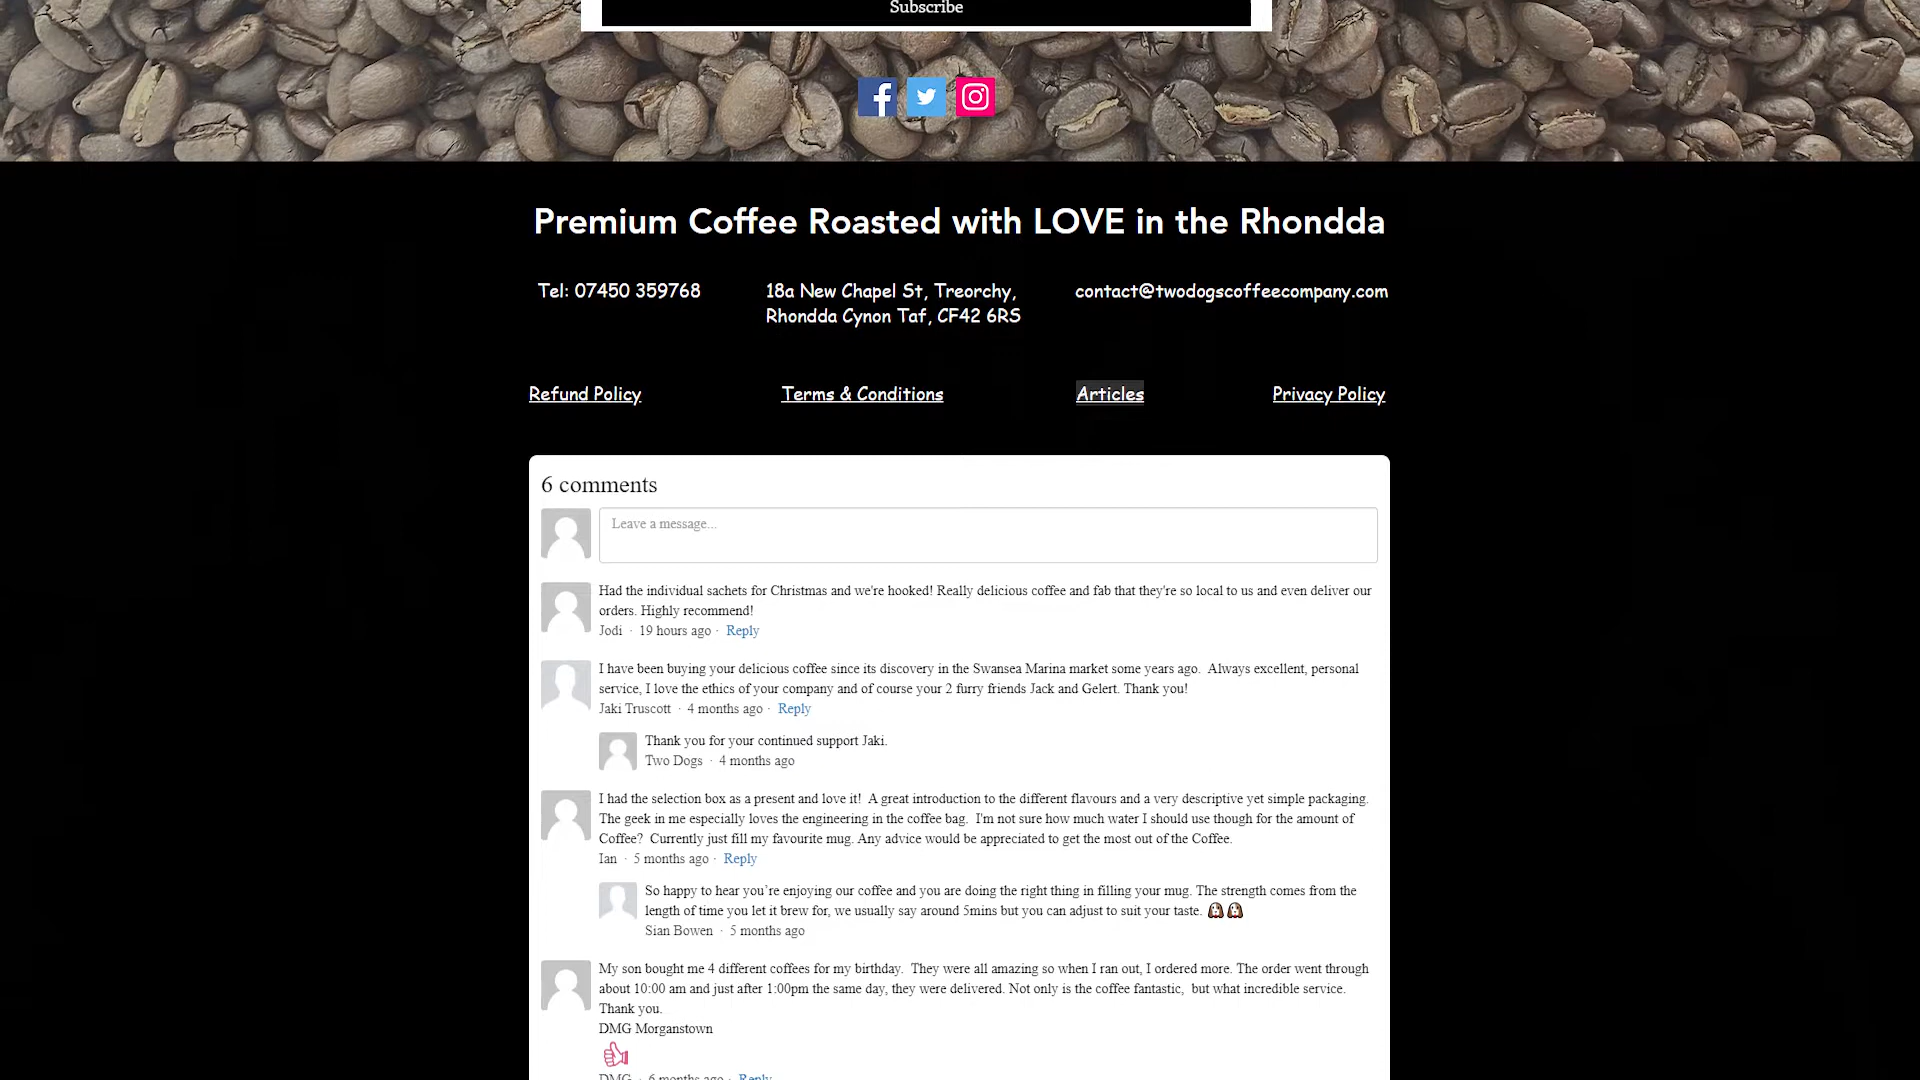 Subscribe
Premium Coffee Roasted with LOVE in the Rhondda
Tel: 07450 359768
18a New Chapel St, Treorchy,
Rhondda Cynon Taf, CF42 6RS
contact@twodogscoffeecompany.com
Refund Policy
Terms & Conditions
Articles
Privacy Policy
6 comments
Leave a message...
Had the individual sachets for Christmas and we're hooked! Really delicious coffee and fab that they're so local to us and even deliver our
orders. Highly recommend!
Jodi · 19 hours ago · Reply
I have been buying your delicious coffee since its discovery in the Swansea Marina market some years ago. Always excellent, personal
service, I love the ethics of your company and of course your 2 furry friends Jack and Gelert. Thank you!
Jaki Truscott · 4 months ago · Reply
Thank you for your continued support Jaki.
Two Dogs · 4 months ago
I had the selection box as a present and love it! A great introduction to the different flavours and a very descriptive yet simple packaging.
The geek in me especially loves the engineering in the coffee bag. I'm not sure how much water I should use though for the amount of
Coffee? Currently just fill my favourite mug. Any advice would be appreciated to get the most out of the Coffee.
Ian · 5 months ago · Reply
So happy to hear you’re enjoying our coffee and you are doing the right thing in filling your mug. The strength comes from the
length of time you let it brew for, we usually say around 5mins but you can adjust to suit your taste. 🐶🐶
Sian Bowen · 5 months ago
My son bought me 4 different coffees for my birthday. They were all amazing so when I ran out, I ordered more. The order went through
about 10:00 am and just after 1:00pm the same day, they were delivered. Not only is the coffee fantastic, but what incredible service.
Thank you.
DMG Morganstown
DMG · 6 months ago · Reply